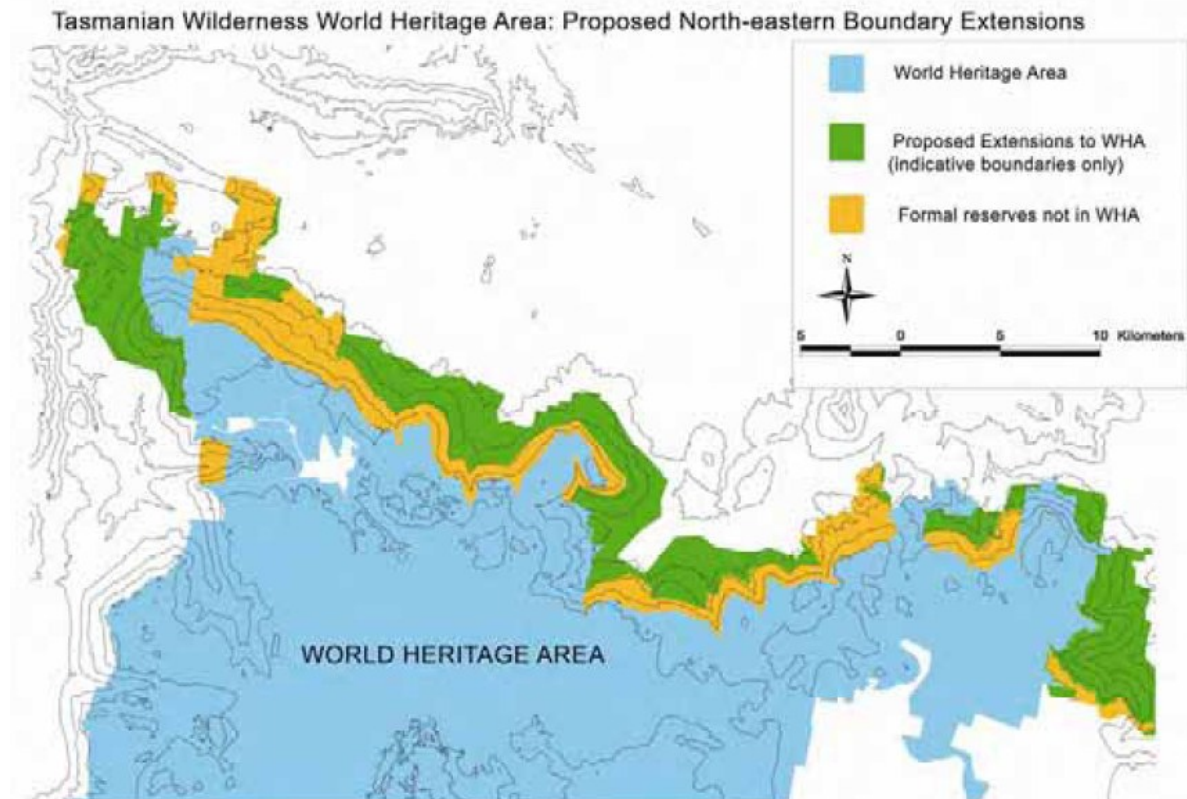 Tasmanian Wilderness World Heritage Area: Proposed North-eastern Boundary Extensions
World Heritage Area
Proposed Extensions to WHA
(indicative boundaries only)
Formal reserves not in WHA
N
5 0 5 10 Kilometers
WORLD HERITAGE AREA